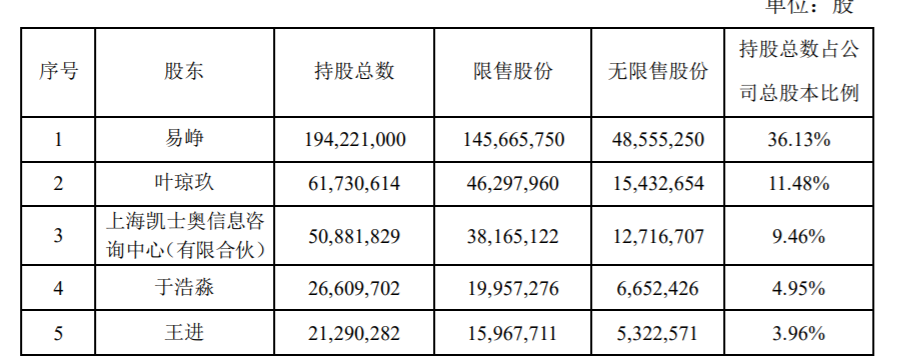 单位：股
序号 股东 持股总数 限售股份 无限售股份 持股总数占公
司总股本比例
1 易峥 194,221,000 145,665,750 48,555,250 36.13%
2 叶琼玖 61,730,614 46,297,960 15,432,654 11.48%
3 上海凯士奥信息咨
询中心（有限合伙） 50,881,829 38,165,122 12,716,707 9.46%
4 于浩淼 26,609,702 19,957,276 6,652,426 4.95%
5 王进 21,290,282 15,967,711 5,322,571 3.96%